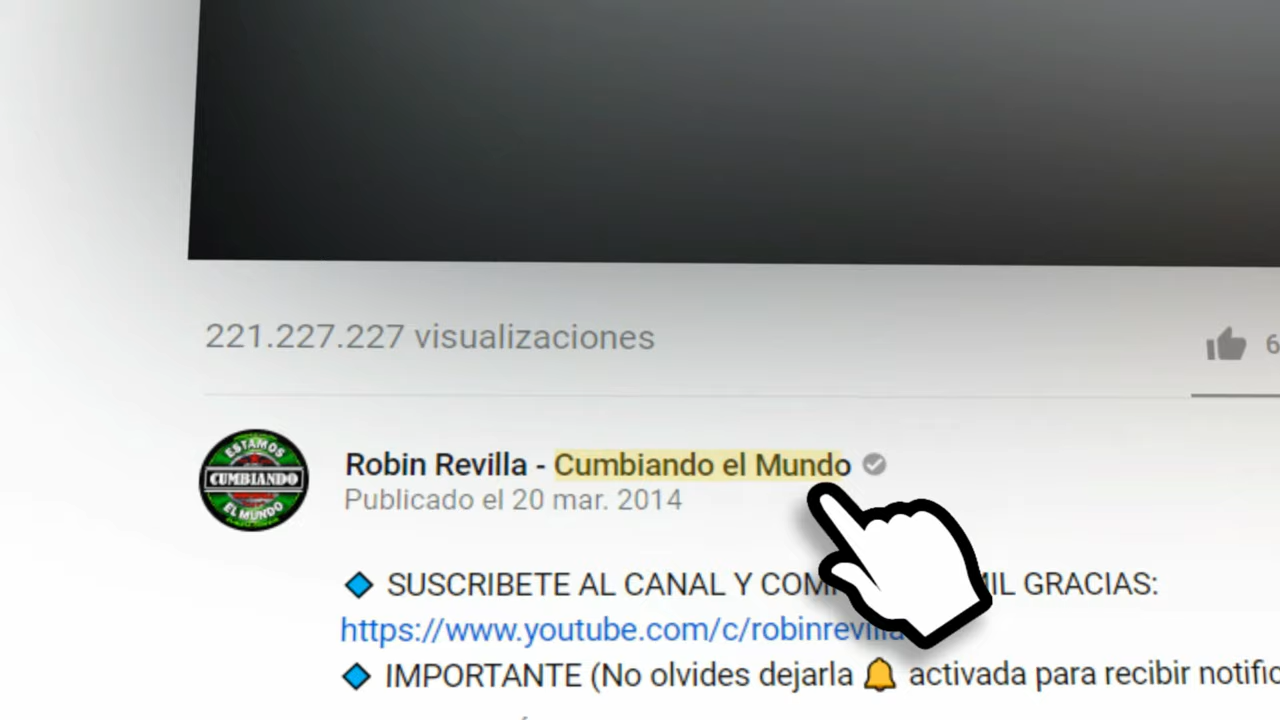 221.227.227 visualizaciones
6
ESTAMOS
CUMBIANDO
EL MUNDO
Robin Revilla - Cumbiando el Mundo
Publicado el 20 mar. 2014
SUSCRIBETE AL CANAL Y MIL GRACIAS:
https://www.youtube.com/c/robinrevilla
IMPORTANTE (No olvides dejarla 🔔 activada para recibir notific